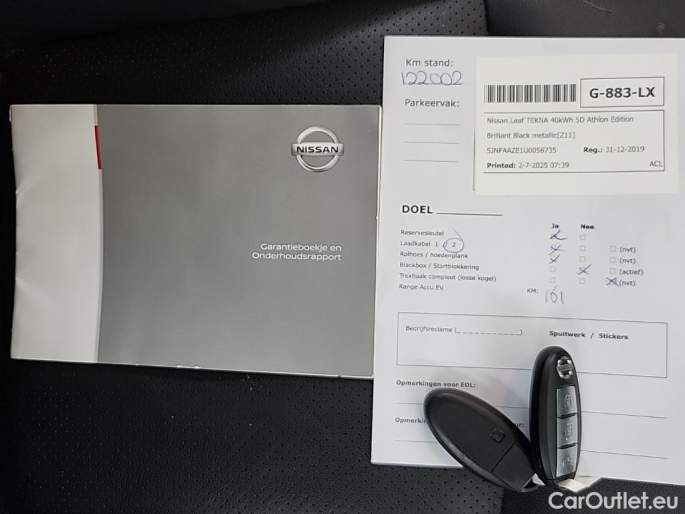 NISSAN
Garantieboekje en
Onderhoudsrapport
Km stand:
122002
Parkeervak:
G-883-LX
Nissan Leaf TEKNA 40kWh 5D Athlon Edition
Brilliant Black metallic[Z11]
SJNFAAZE1U0056735 Reg.: 31-12-2019
Printed: 2-7-2025 07:39 ACL
DOEL
Ja Nee
Reservesleutel 2
Laadkabel 1 / 2 (nvt)
Rolhoes / hoedenplank (nvt)
Blackbox / Startblokkering (actief)
Trekhaak compleet (losse kogel) (nvt)
Range Accu EV KM: 161
Bedrijfsreclame (__________) Spuitwerk / Stickers
Opmerkingen voor EOL:
CarOutlet.eu